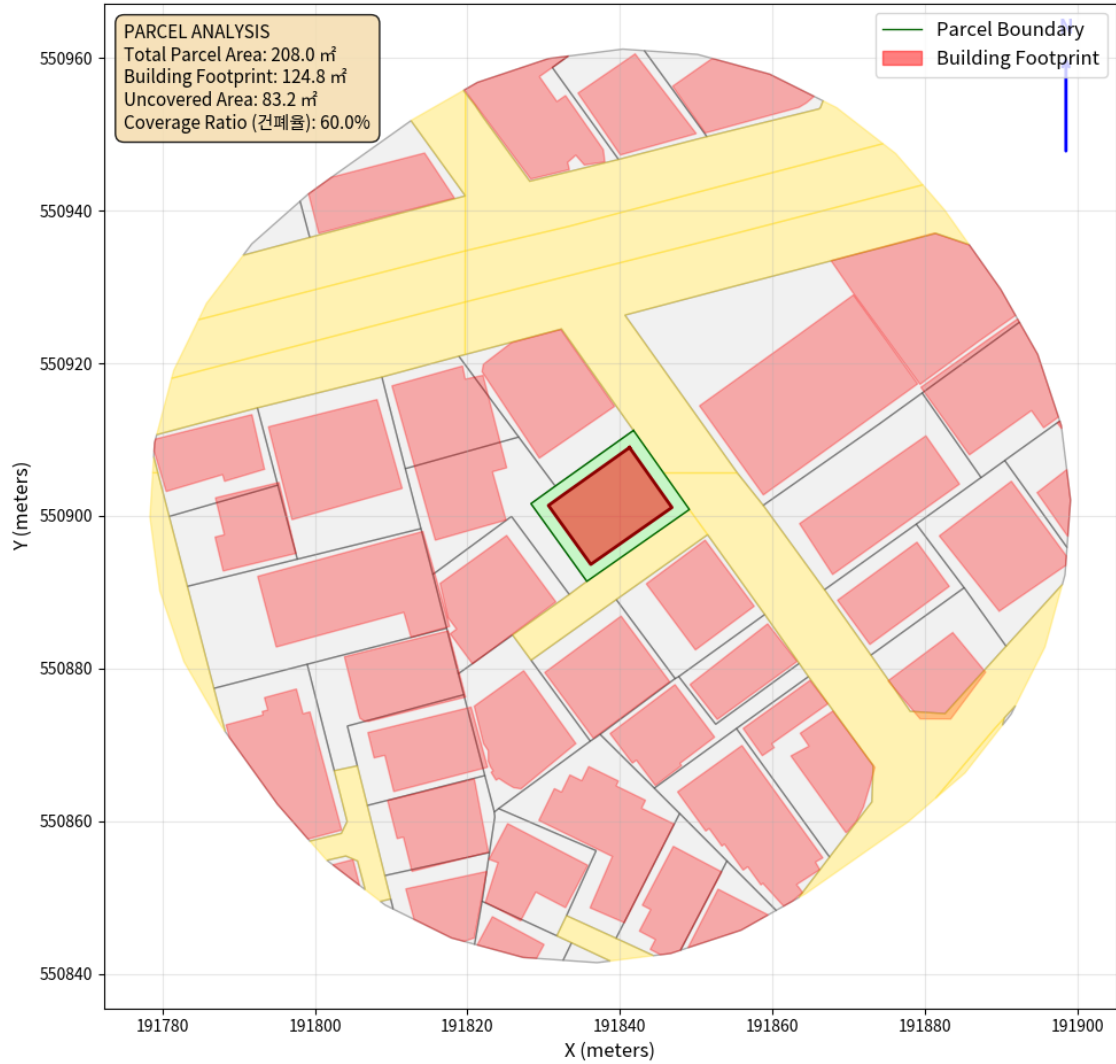 PARCEL ANALYSIS
Total Parcel Area: 208.0 ㎡
Building Footprint: 124.8 ㎡
Uncovered Area: 83.2 ㎡
Coverage Ratio (건폐율): 60.0%
N
Parcel Boundary
Building Footprint
550960
550940
550920
550900
550880
550860
550840
Y (meters)
191780 191800 191820 191840 191860 191880 191900
X (meters)